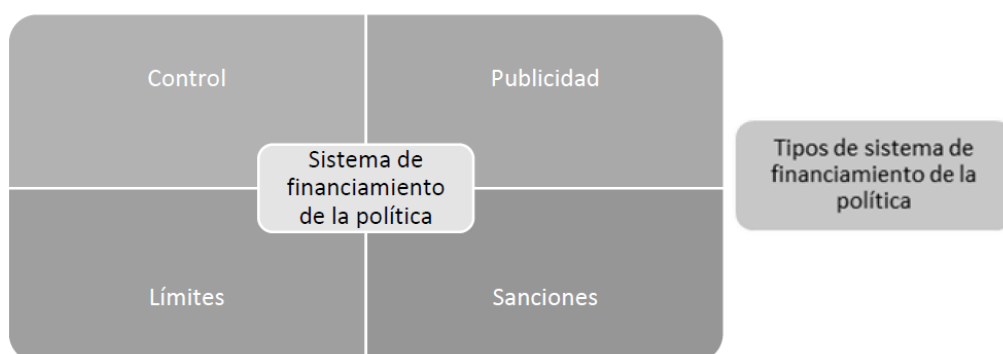 Control
Publicidad
Sistema de
financiamiento
de la política
Límites
Sanciones
Tipos de sistema de
financiamiento de la
política